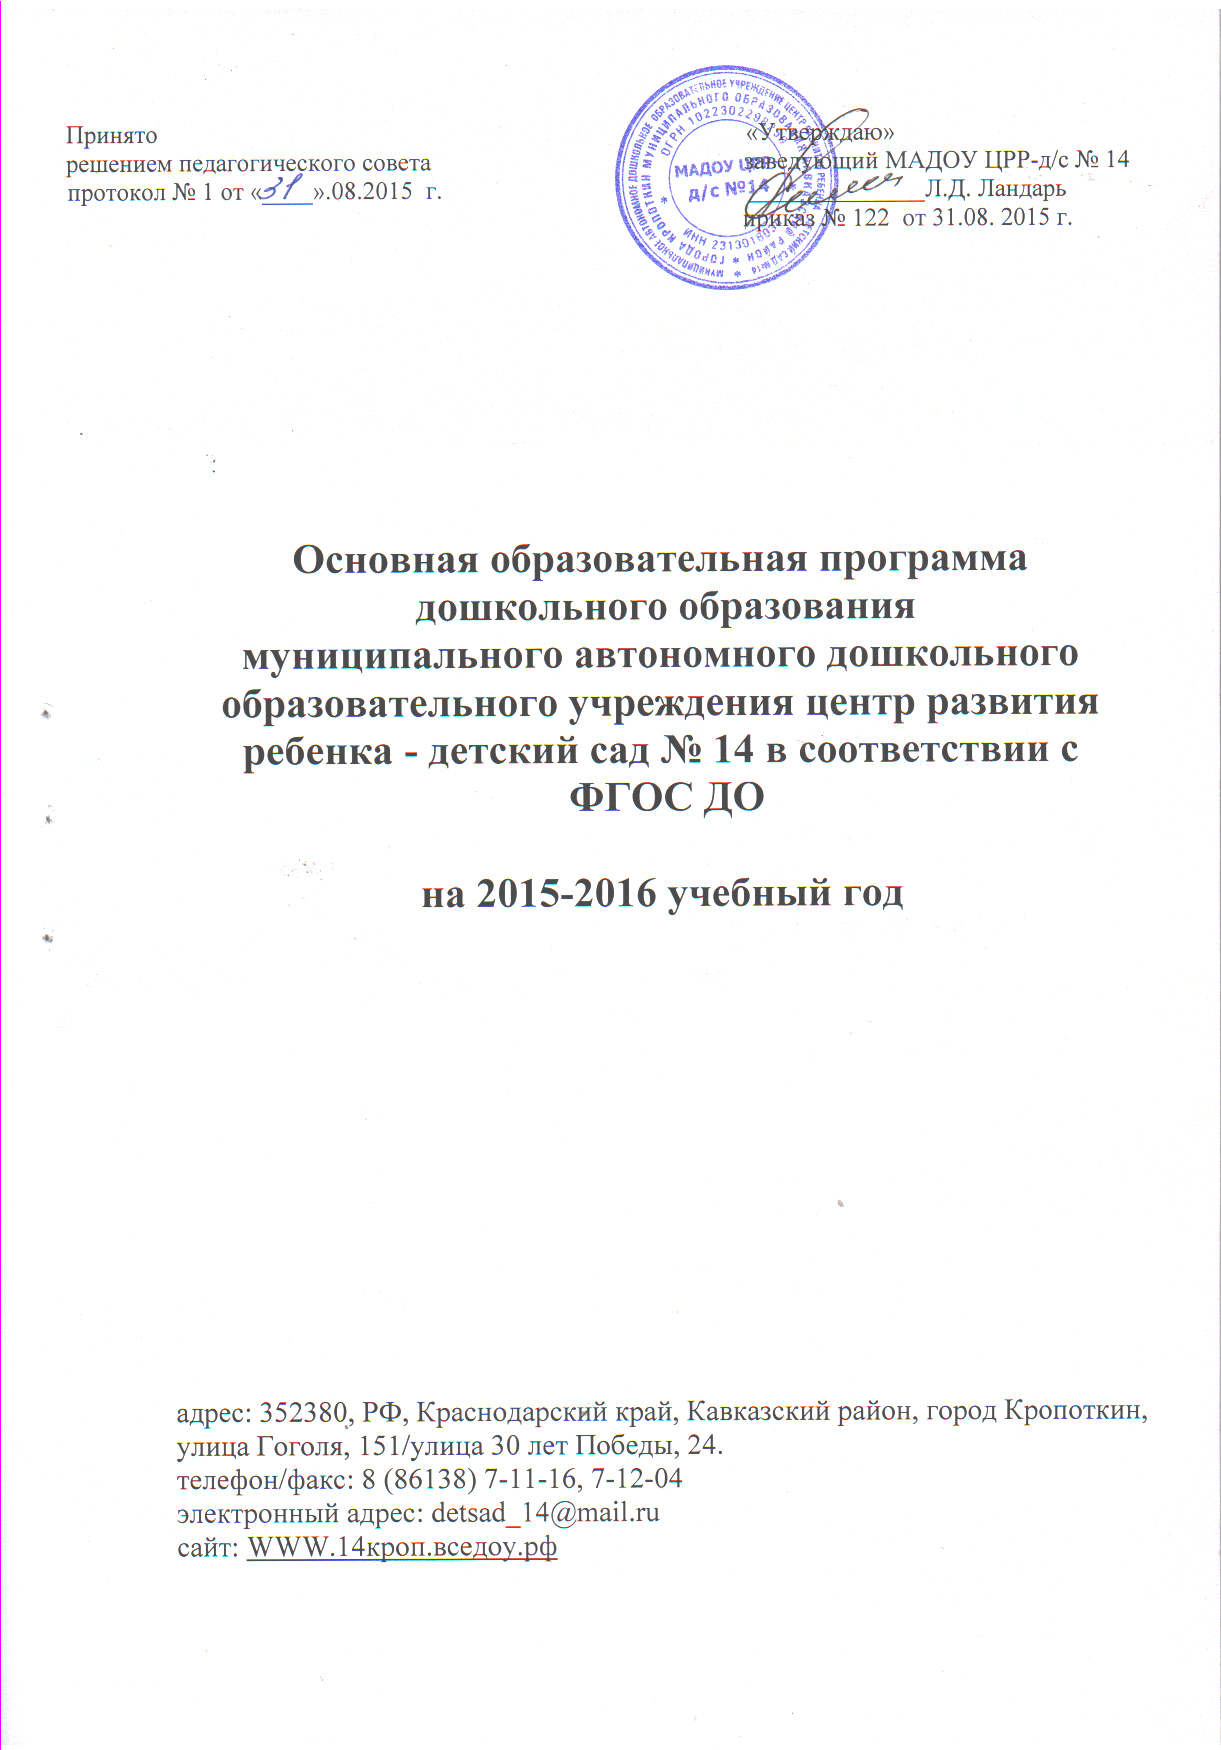 Принято
решением педагогического совета
протокол № 1 от «31».08.2015 г.
«Утверждаю»
заведующий МАДОУ ЦРР-д/с № 14
Л.Д. Ландарь
приказ № 122 от 31.08. 2015 г.
МАДОУ ЦРР
д/с №14
Основная образовательная программа
дошкольного образования
муниципального автономного дошкольного
образовательного учреждения центр развития
ребенка - детский сад № 14 в соответствии с
ФГОС ДО
на 2015-2016 учебный год
адрес: 352380, РФ, Краснодарский край, Кавказский район, город Кропоткин,
улица Гоголя, 151/улица 30 лет Победы, 24.
телефон/факс: 8 (86138) 7-11-16, 7-12-04
электронный адрес: detsad_14@mail.ru
сайт: WWW.14кроп.вседоу.рф